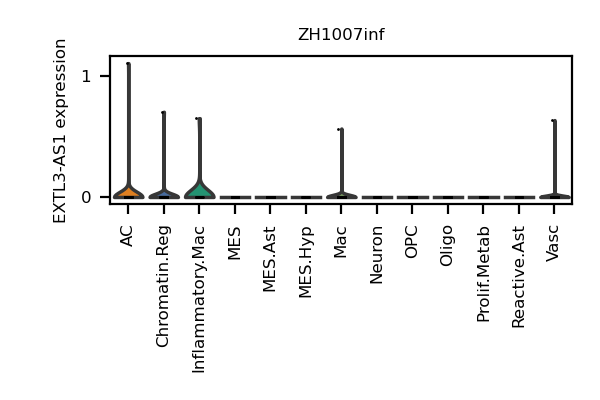 ZH1007inf
EXTL3-AS1 expression
1
0
AC
Chromatin.Reg
Inflammatory.Mac
MES
MES.Ast
MES.Hyp
Mac
Neuron
OPC
Oligo
Prolif.Metab
Reactive.Ast
Vasc